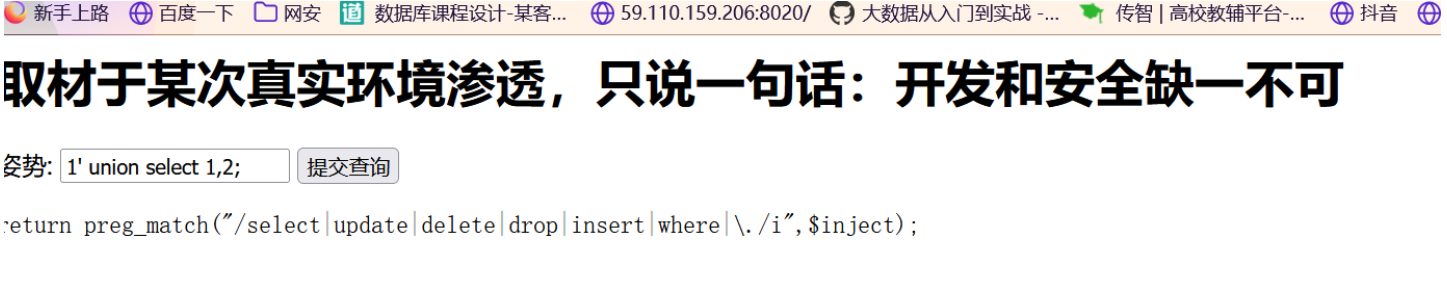 新手上路 百度一下 网安 道 数据库课程设计-某客... 59.110.159.206:8020/ 大数据从入门到实战 -... 传智 | 高校教辅平台-... 抖音
取材于某次真实环境渗透，只说一句话：开发和安全缺一不可
姿势: 1' union select 1,2; 提交查询
return preg_match("/select|update|delete|drop|insert|where|\./i",$inject);